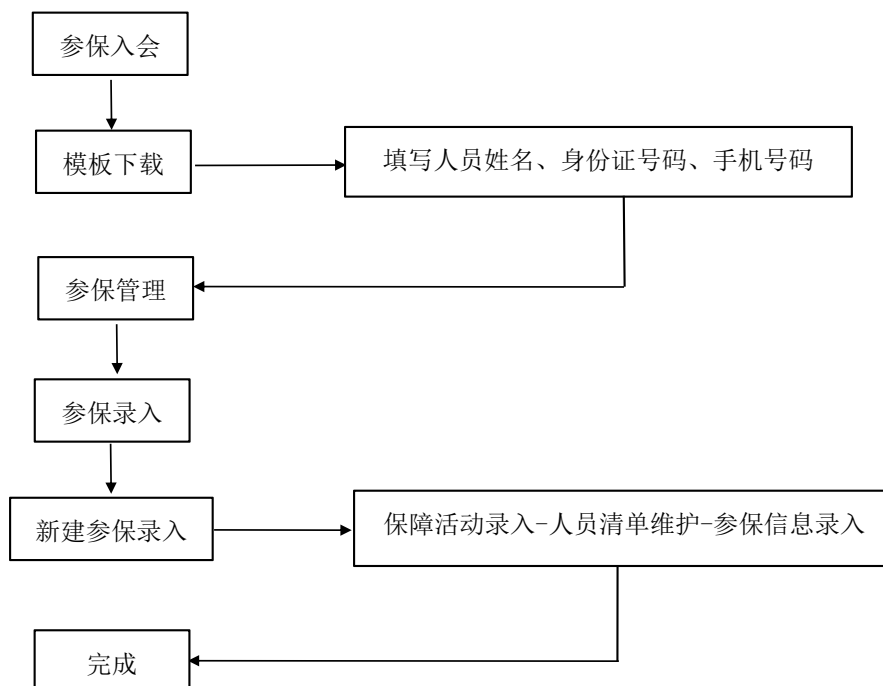 参保入会
模板下载
填写人员姓名、身份证号码、手机号码
参保管理
参保录入
新建参保录入
保障活动录入-人员清单维护-参保信息录入
完成